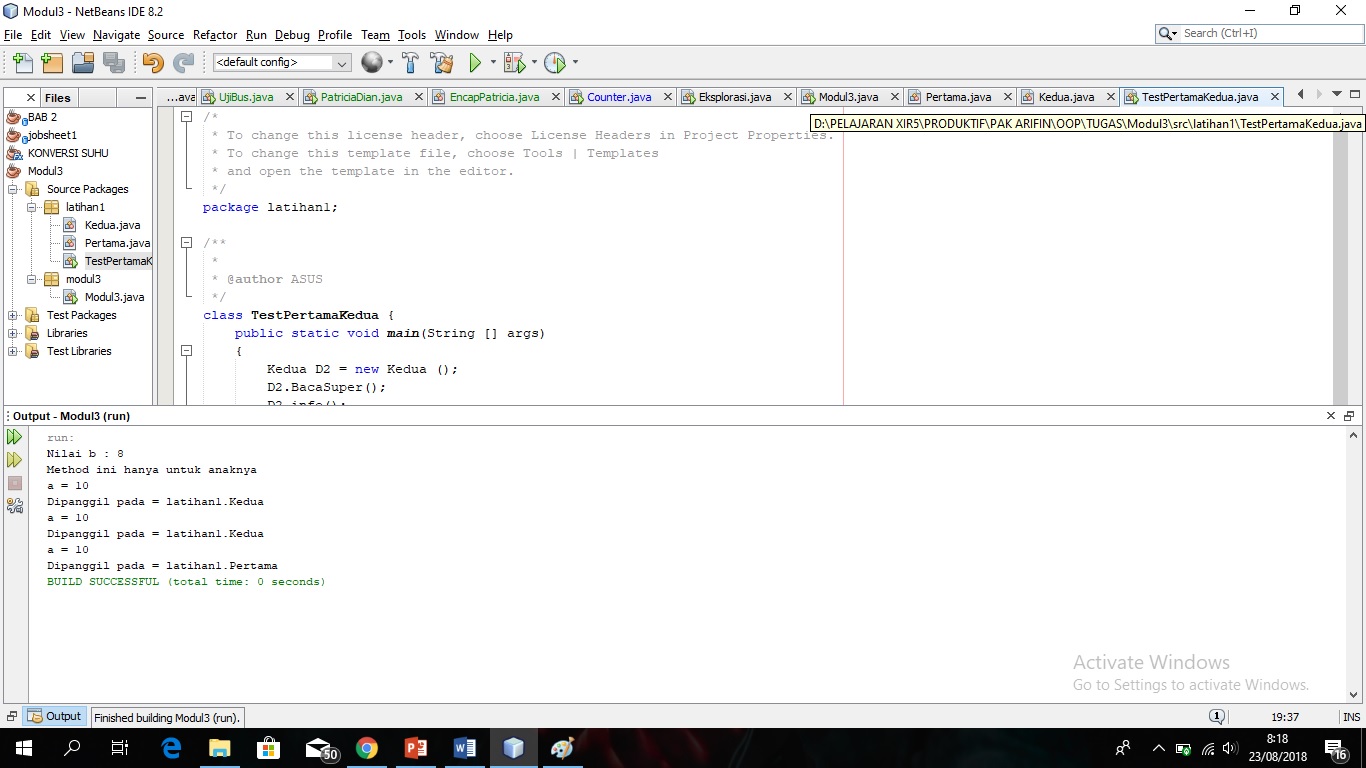 Modul3 - NetBeans IDE 8.2
File Edit View Navigate Source Refactor Run Debug Profile Team Tools Window Help
Search (Ctrl+I)
<default config>
Files
...ava UjiBus.java PatriciaDian.java EncapPatricia.java Counter.java Eksplorasi.java Modul3.java Pertama.java Kedua.java TestPertamaKedua.java
D:\PELAJARAN XIR5\PRODUKTIF\PAK ARIFIN\OOP\TUGAS\Modul3\src\latihan1\TestPertamaKedua.java
BAB 2
jobsheet1
KONVERSI SUHU
Modul3
Source Packages
latihan1
Kedua.java
Pertama.java
TestPertamaK
modul3
Modul3.java
Test Packages
Libraries
Test Libraries
/*
* To change this license header, choose License Headers in Project Properties.
* To change this template file, choose Tools | Templates
* and open the template in the editor.
*/
package latihan1;
/**
*
* @author ASUS
*/
class TestPertamaKedua {
public static void main(String [] args)
{
Kedua D2 = new Kedua ();
D2.BacaSuper();
D2.info();
Output - Modul3 (run)
run:
Nilai b : 8
Method ini hanya untuk anaknya
a = 10
Dipanggil pada = latihan1.Kedua
a = 10
Dipanggil pada = latihan1.Kedua
a = 10
Dipanggil pada = latihan1.Pertama
BUILD SUCCESSFUL (total time: 0 seconds)
Activate Windows
Go to Settings to activate Windows.
Output
Finished building Modul3 (run).
1
19:37
INS
50
8:18
23/08/2018
16